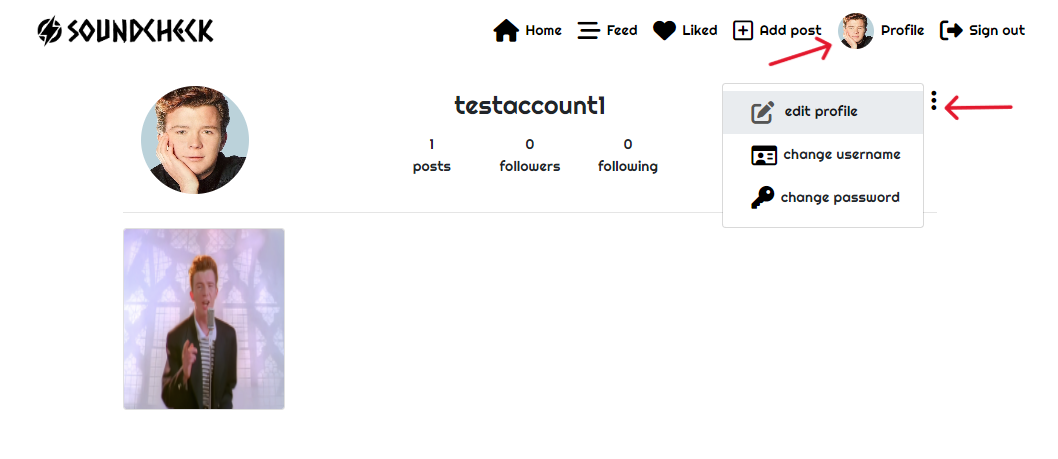 SOUNDCHECK
Home Feed Liked Add post Profile Sign out
testaccount1
1 0 0
posts followers following
edit profile
change username
change password